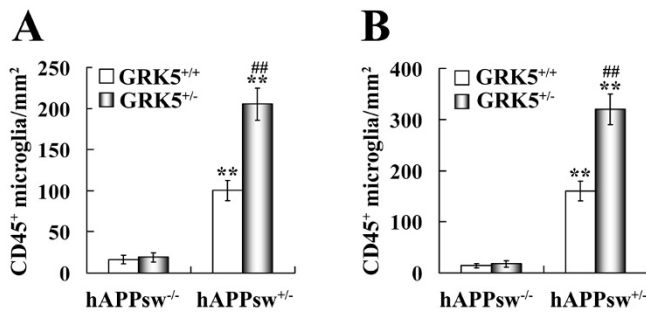 A
CD45⁺ microglia/mm²
250
200
150
100
50
0
GRK5⁺/⁺
GRK5⁺/⁻
**
##
**
hAPPsw⁻/⁻
hAPPsw⁺/⁻
B
CD45⁺ microglia/mm²
400
300
200
100
0
GRK5⁺/⁺
GRK5⁺/⁻
**
##
**
hAPPsw⁻/⁻
hAPPsw⁺/⁻